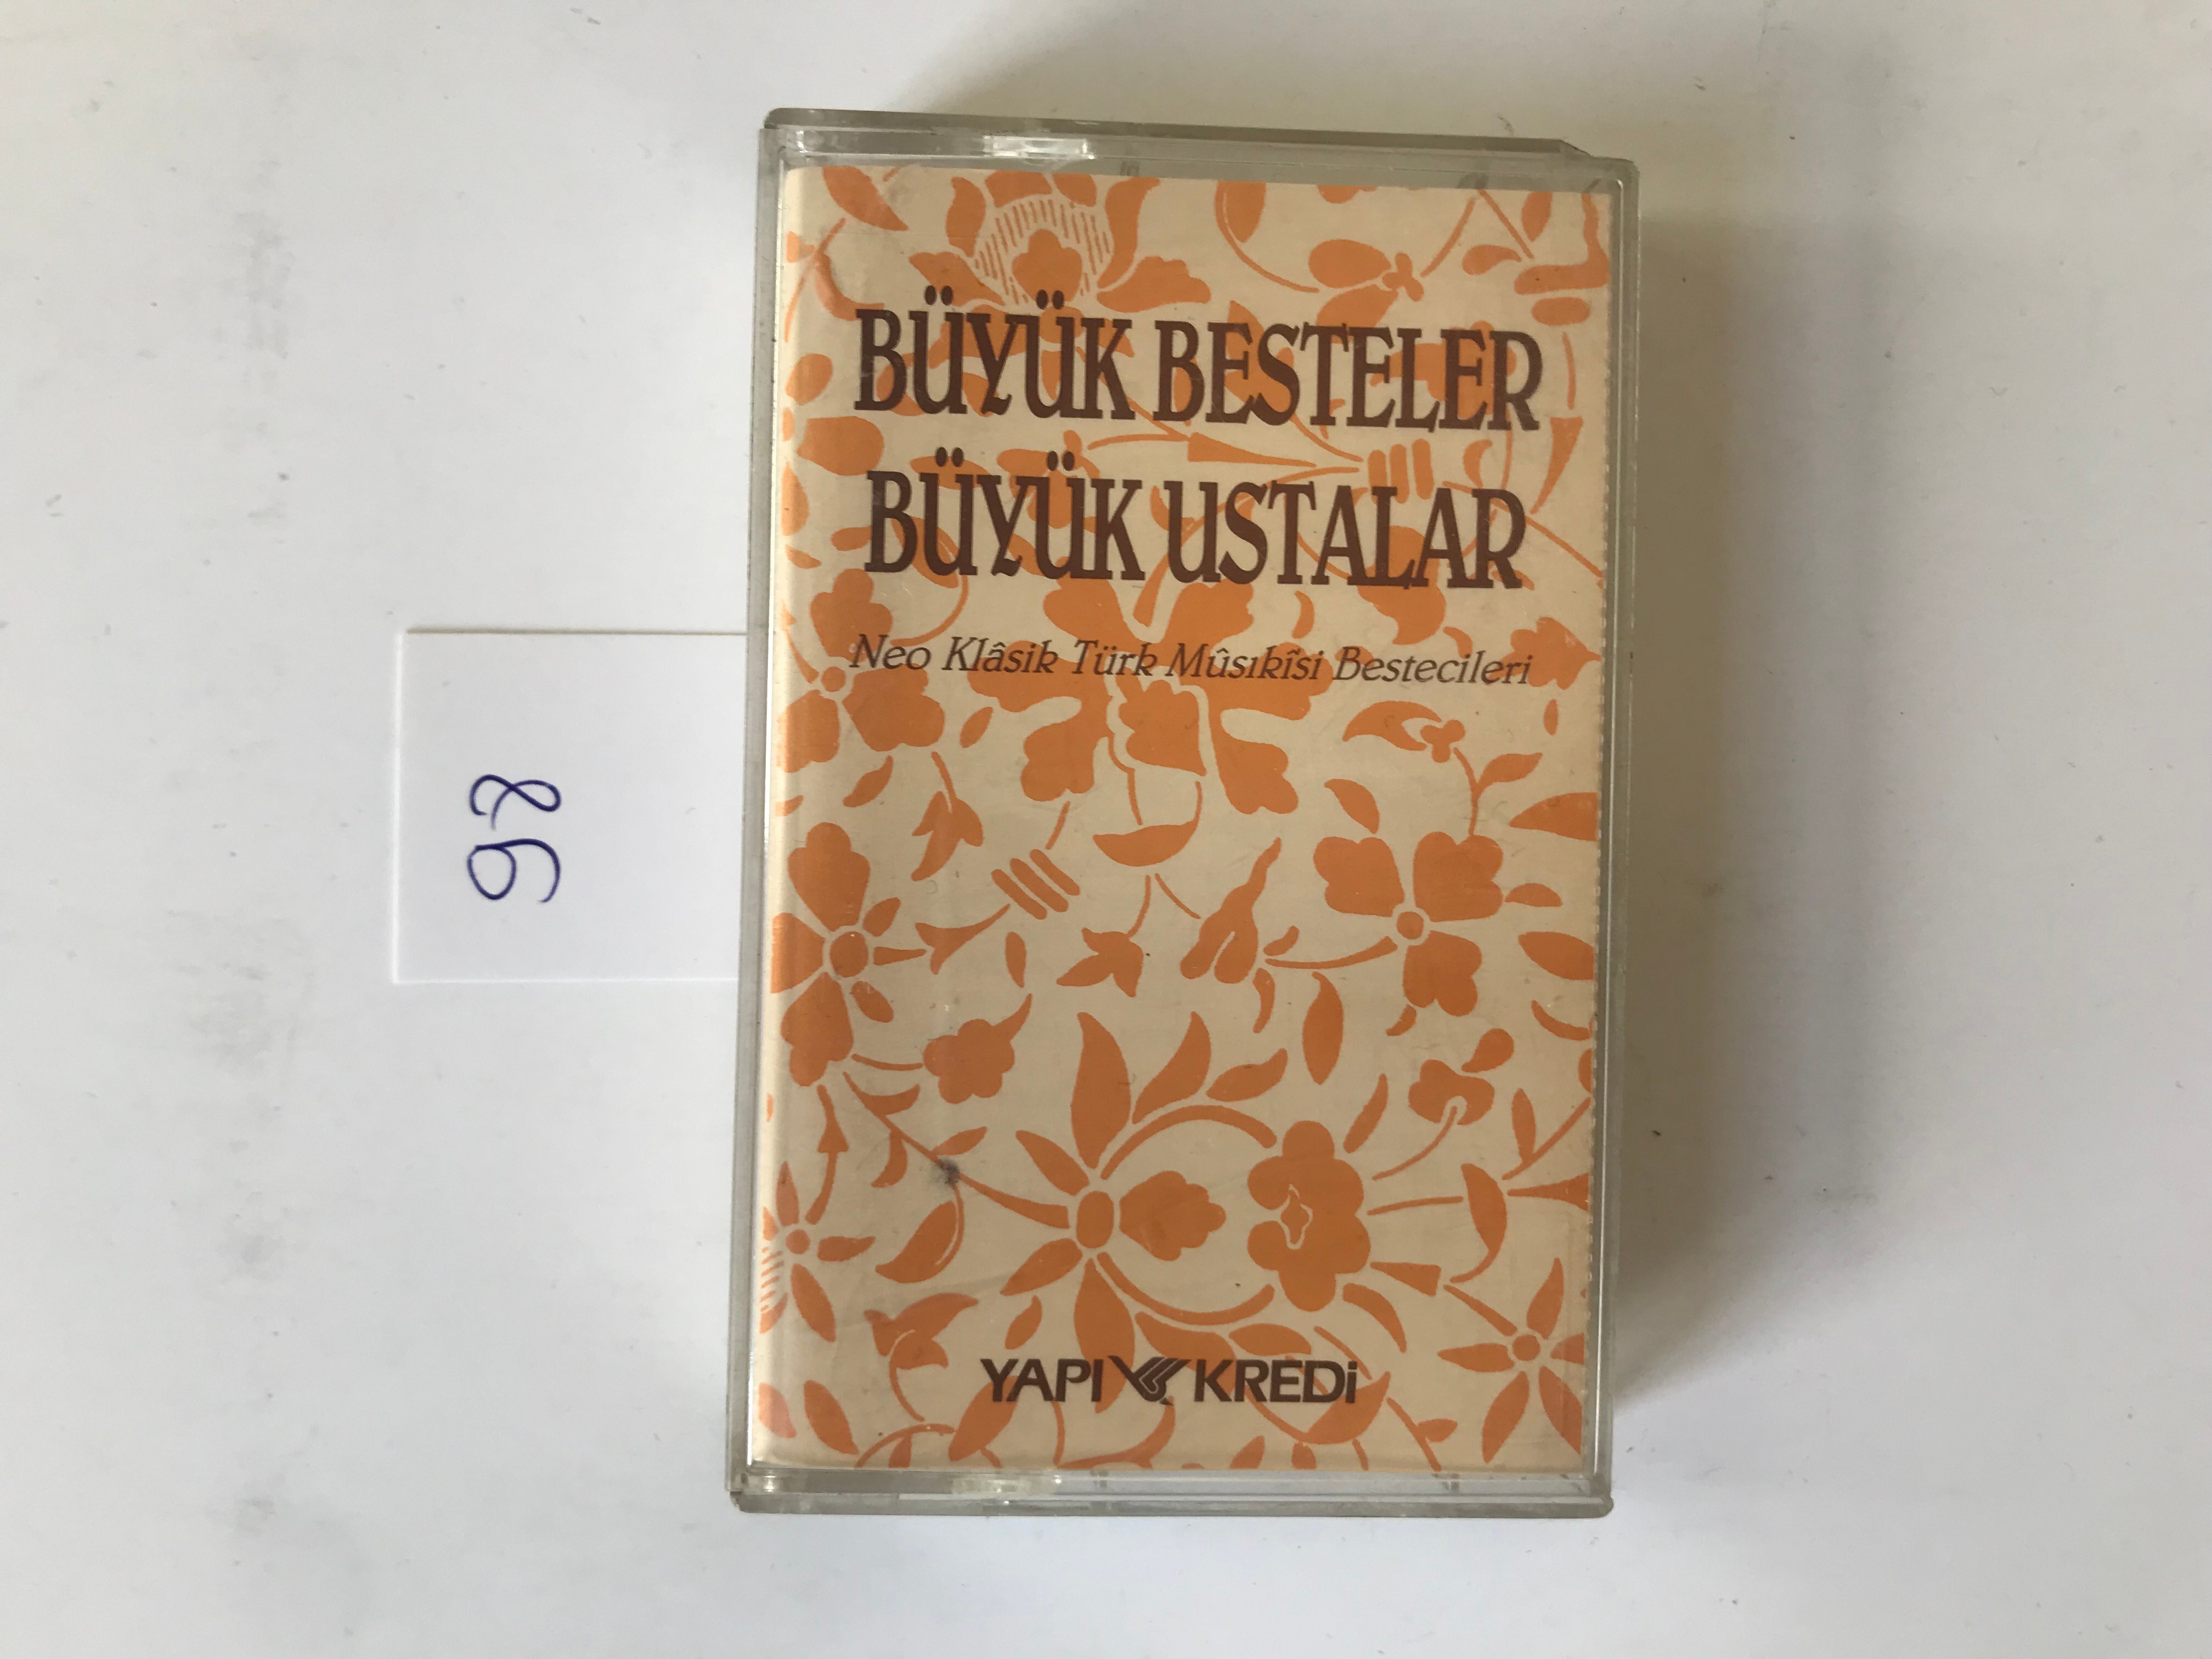 BÜYÜK BESTELER
BÜYÜK USTALAR
Neo Klâsik Türk Mûsıkîsi Bestecileri
98
YAPI KREDİ